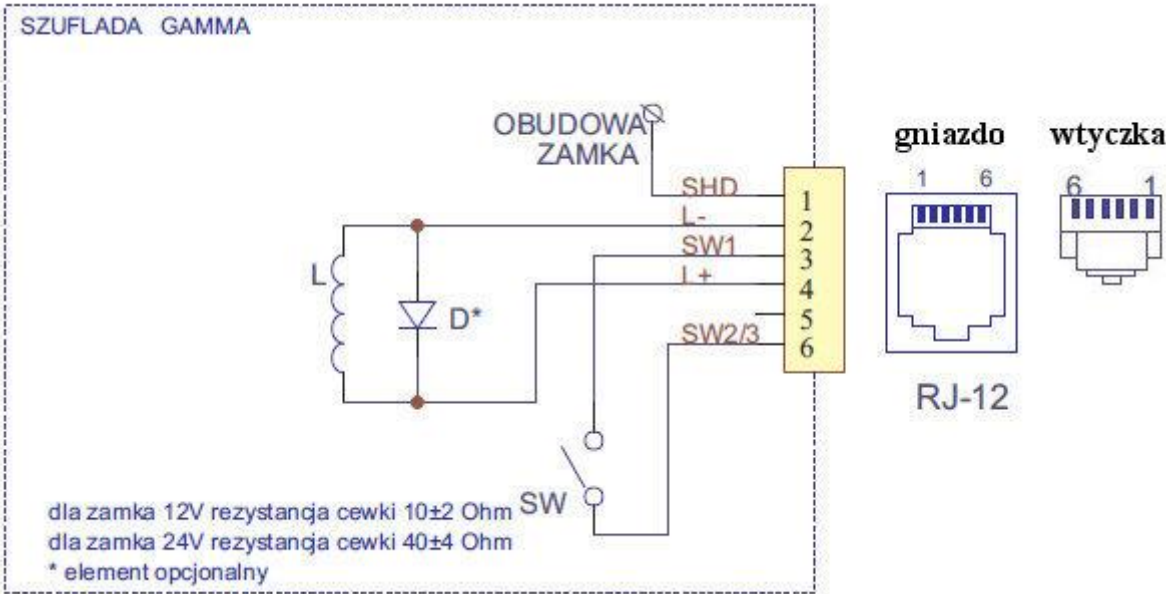 SZUFLADA GAMMA
OBUDOWA
ZAMKA
SHD
L-
SW1
L+
SW2/3
1
2
3
4
5
6
L
D*
SW
dla zamka 12V rezystancja cewki 10±2 Ohm
dla zamka 24V rezystancja cewki 40±4 Ohm
* element opcjonalny
gniazdo
1 6
RJ-12
wtyczka
6 1